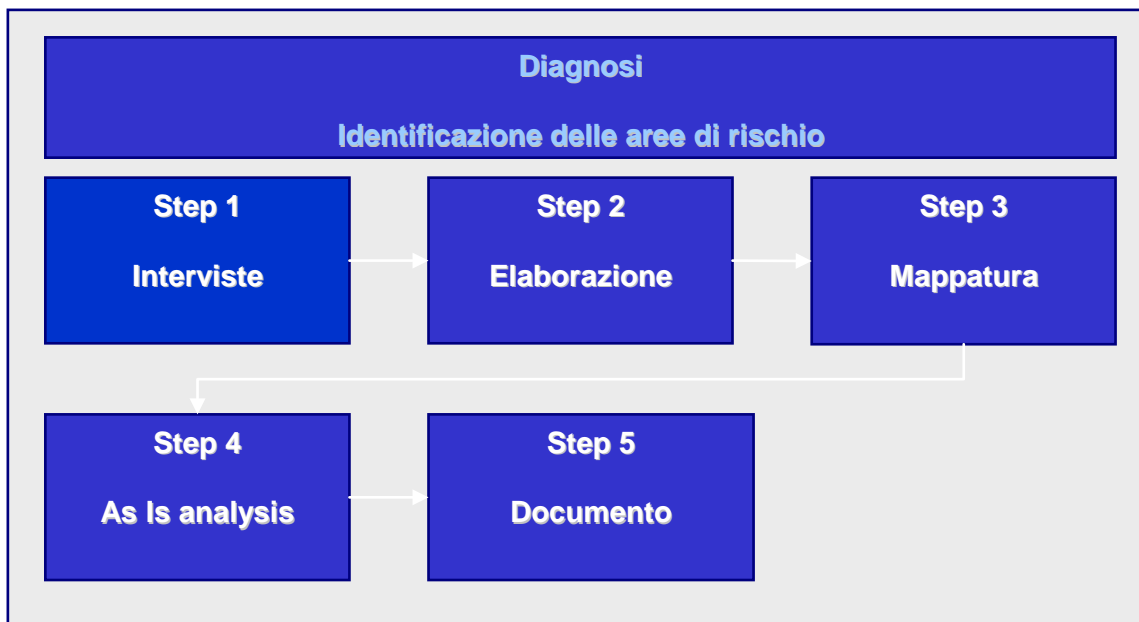 Diagnosi
Identificazione delle aree di rischio
Step 1
Interviste
Step 2
Elaborazione
Step 3
Mappatura
Step 4
As Is analysis
Step 5
Documento